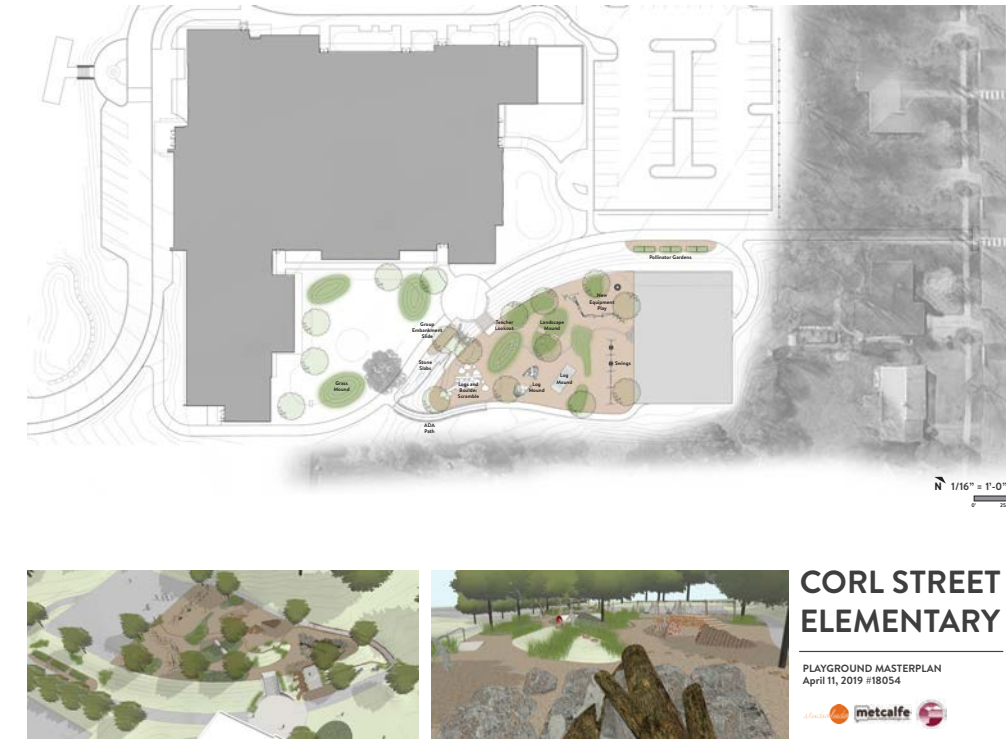 Pollinator Gardens
New
Equipment
Play
Group
Embankment
Slide
Teacher
Lookout
Landscape
Mound
Stone
Slabs
Swings
Grass
Mound
Logs and
Boulder
Scramble
Log
Mound
Log
Mound
ADA
Path
N 1/16” = 1’-0”
0’ 25
CORL STREET
ELEMENTARY
PLAYGROUND MASTERPLAN
April 11, 2019 #18054
metcalfe